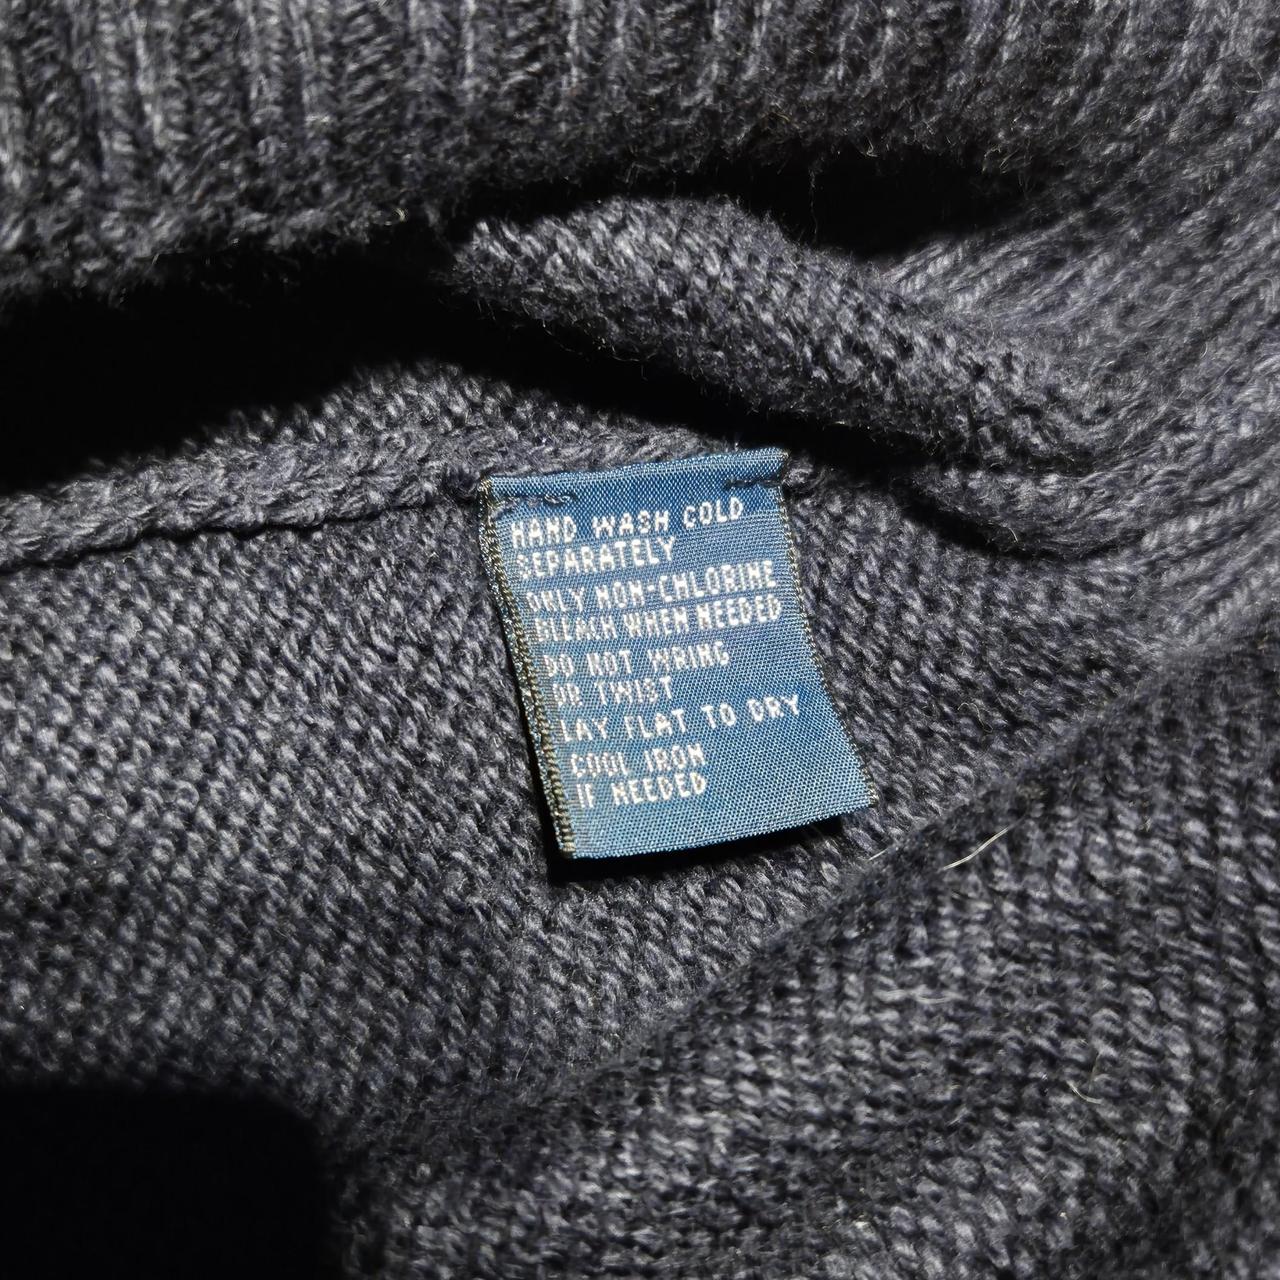 HAND WASH COLD
SEPARATELY
ONLY NON-CHLORINE
BLEACH WHEN NEEDED
DO NOT WRING
OR TWIST
LAY FLAT TO DRY
COOL IRON
IF NEEDED